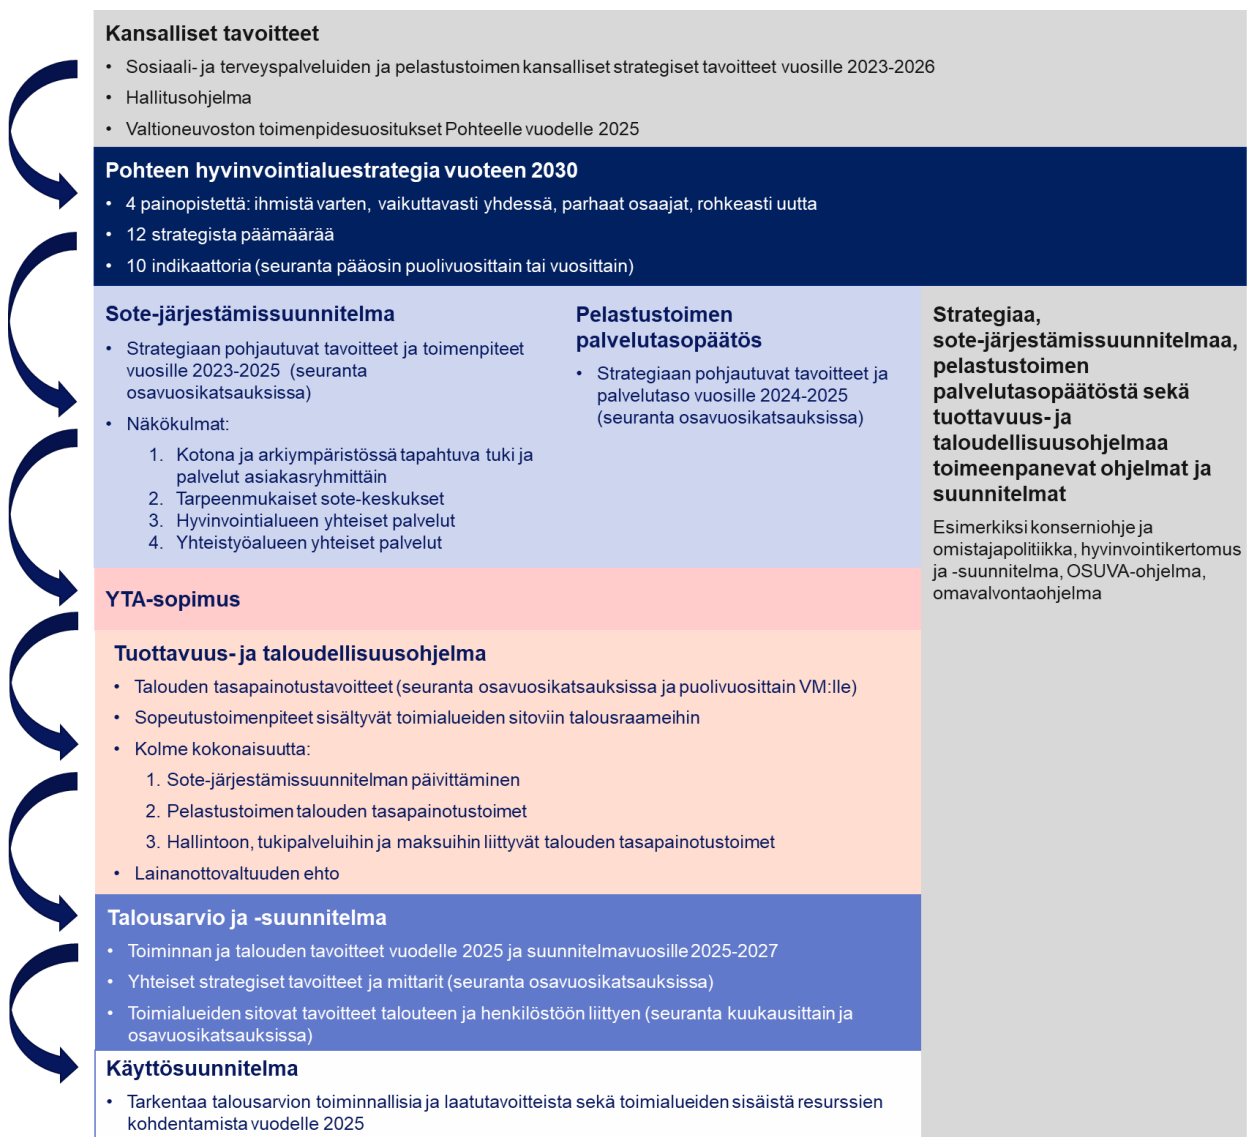 Kansalliset tavoitteet
• Sosiaali- ja terveyspalveluiden ja pelastustoimen kansalliset strategiset tavoitteet vuosille 2023-2026
• Hallitusohjelma
• Valtioneuvoston toimenpidesuositukset Pohteelle vuodelle 2025
Pohteen hyvinvointialuestrategia vuoteen 2030
• 4 painopistettä: ihmistä varten, vaikuttavasti yhdessä, parhaat osaajat, rohkeasti uutta
• 12 strategista päämäärää
• 10 indikaattoria (seuranta pääosin puolivuosittain tai vuosittain)
Sote-järjestämissuunnitelma
• Strategiaan pohjautuvat tavoitteet ja toimenpiteet
vuosille 2023-2025 (seuranta
osavuosikatsauksissa)
• Näkökulmat:
1. Kotona ja arkiympäristössä tapahtuva tuki ja
palvelut asiakasryhmittäin
2. Tarpeenmukaiset sote-keskukset
3. Hyvinvointialueen yhteiset palvelut
4. Yhteistyöalueen yhteiset palvelut
Pelastustoimen
palvelutasopäätös
• Strategiaan pohjautuvat tavoitteet ja
palvelutaso vuosille 2024-2025
(seuranta osavuosikatsauksissa)
Strategiaa,
sote-järjestämissuunnitelmaa,
pelastustoimen
palvelutasopäätöstä sekä
tuottavuus- ja
taloudellisuusohjelmaa
toimeenpanevat ohjelmat ja
suunnitelmat
Esimerkiksi konserniohje ja
omistajapolitiikka, hyvinvointikertomus
ja -suunnitelma, OSUVA-ohjelma,
omavalvontaohjelma
YTA-sopimus
Tuottavuus- ja taloudellisuusohjelma
• Talouden tasapainotustavoitteet (seuranta osavuosikatsauksissa ja puolivuosittain VM:lle)
• Sopeutustoimenpiteet sisältyvät toimialueiden sitoviin talousraameihin
• Kolme kokonaisuutta:
1. Sote-järjestämissuunnitelman päivittäminen
2. Pelastustoimen talouden tasapainotustoimet
3. Hallintoon, tukipalveluihin ja maksuihin liittyvät talouden tasapainotustoimet
• Lainanottovaltuuden ehto
Talousarvio ja -suunnitelma
• Toiminnan ja talouden tavoitteet vuodelle 2025 ja suunnitelmavuosille 2025-2027
• Yhteiset strategiset tavoitteet ja mittarit (seuranta osavuosikatsauksissa)
• Toimialueiden sitovat tavoitteet talouteen ja henkilöstöön liittyen (seuranta kuukausittain ja
osavuosikatsauksissa)
Käyttösuunnitelma
• Tarkentaa talousarvion toiminnallisia ja laatutavoitteista sekä toimialueiden sisäistä resurssien
kohdentamista vuodelle 2025